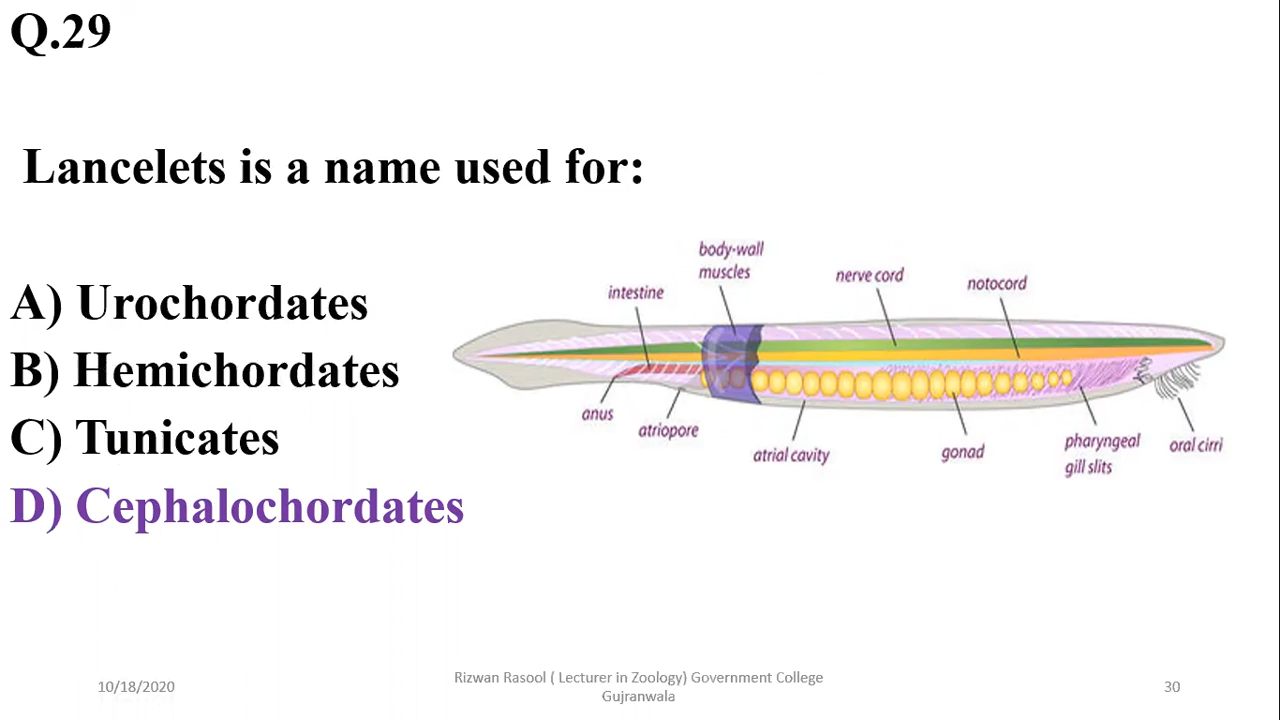 Q.29
Lancelets is a name used for:
A) Urochordates
B) Hemichordates
C) Tunicates
D) Cephalochordates
body-wall
muscles
nerve cord
notocord
intestine
anus
atriopore
atrial cavity
gonad
pharyngeal
gill slits
oral cirri
10/18/2020
Rizwan Rasool ( Lecturer in Zoology) Government College
Gujranwala
30